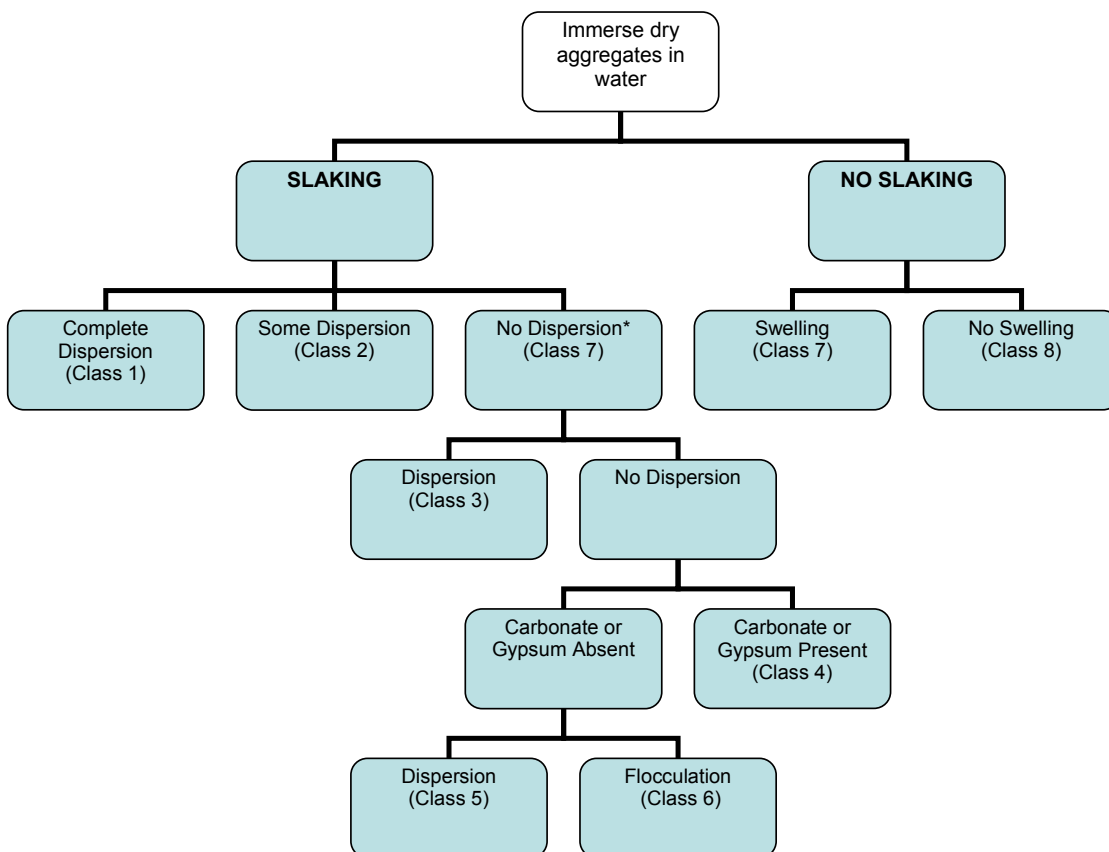 Immerse dry
aggregates in
water
SLAKING
NO SLAKING
Complete
Dispersion
(Class 1)
Some Dispersion
(Class 2)
No Dispersion*
(Class 7)
Swelling
(Class 7)
No Swelling
(Class 8)
Dispersion
(Class 3)
No Dispersion
Carbonate or
Gypsum Absent
Carbonate or
Gypsum Present
(Class 4)
Dispersion
(Class 5)
Flocculation
(Class 6)